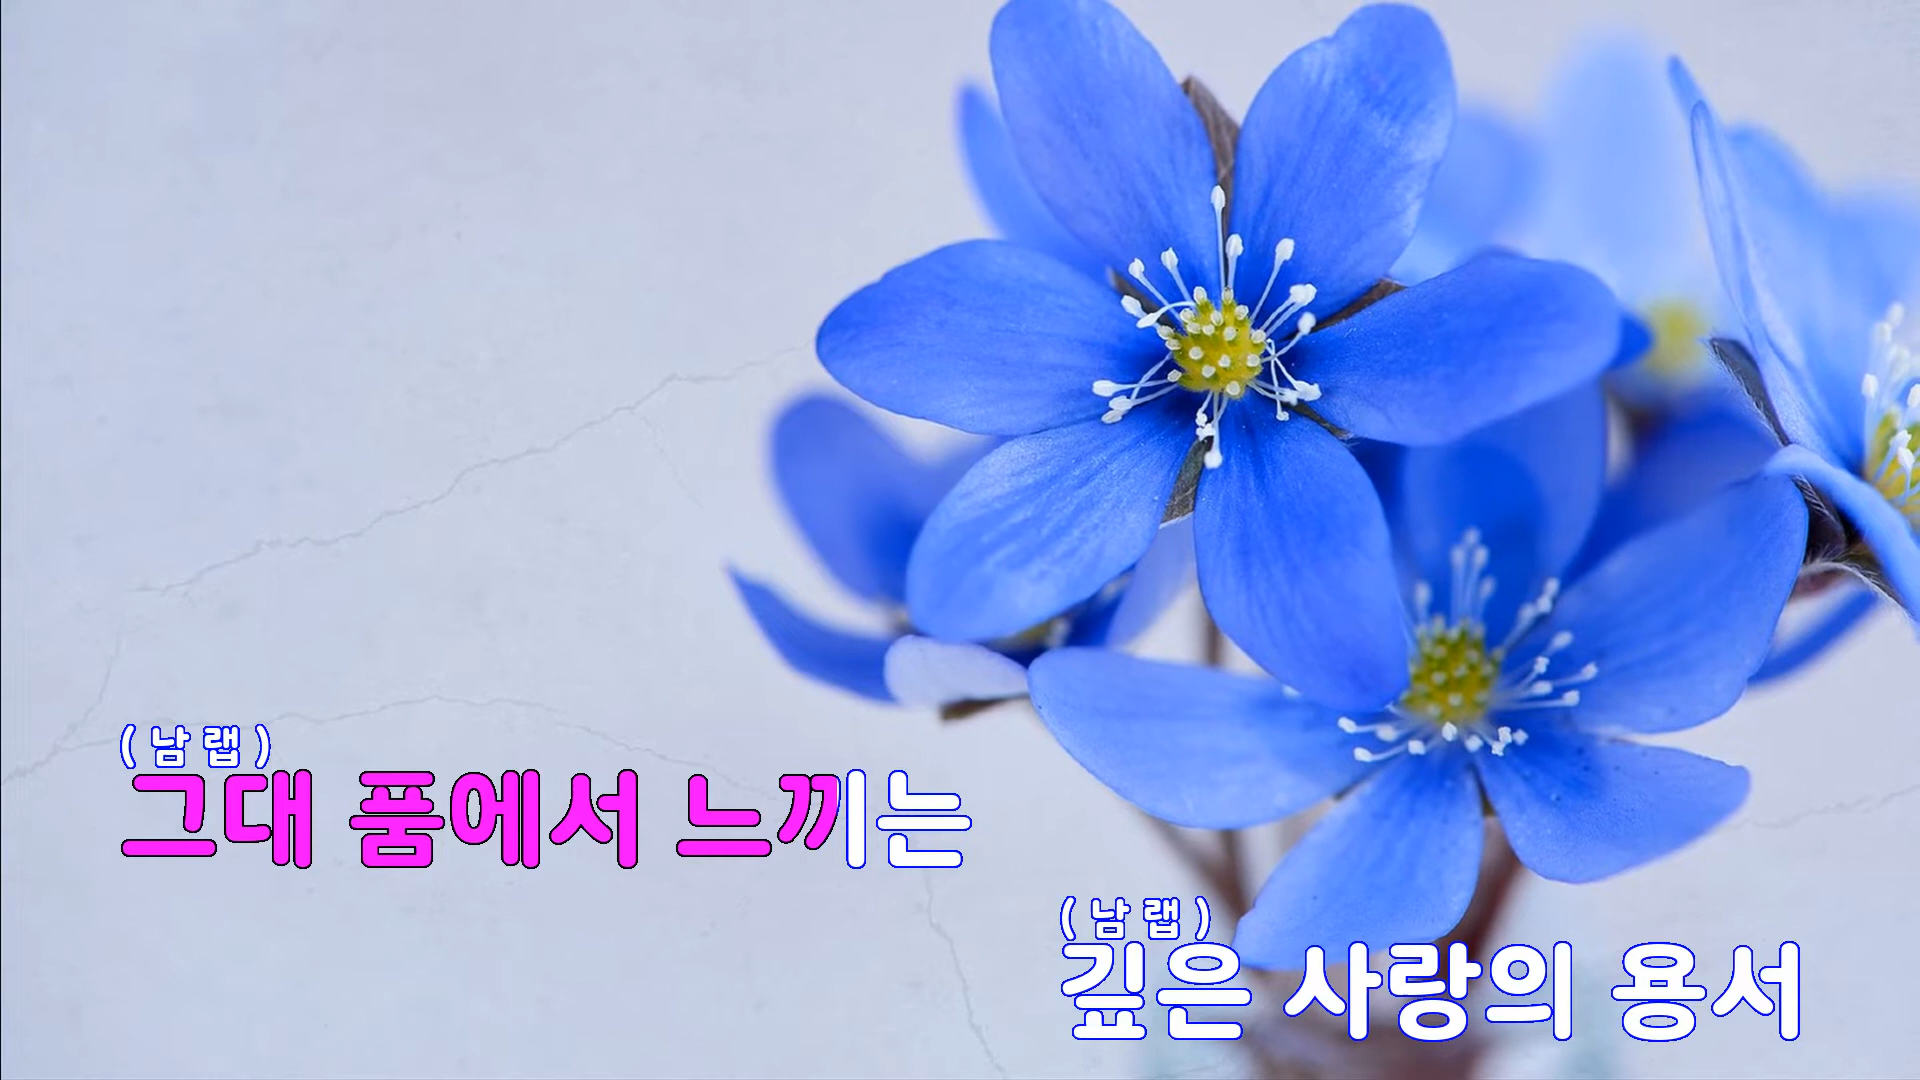 ( 남 랩 )
그대 품에서 느끼는
( 남 랩 )
깊은 사랑의 용서